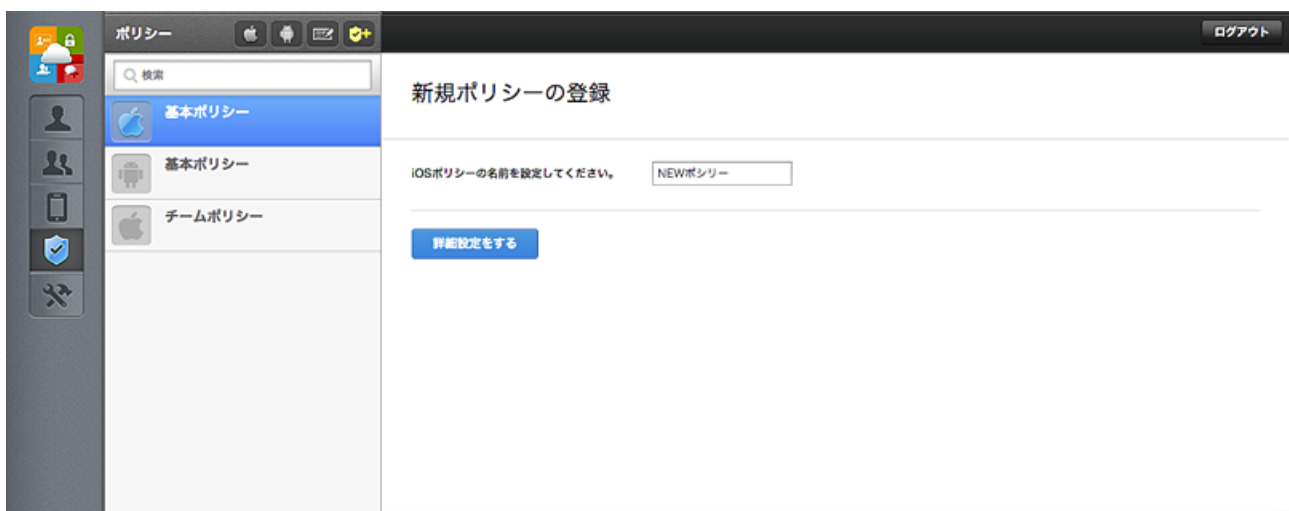 ポリシー
ログアウト
検索
基本ポリシー
基本ポリシー
チームポリシー
新規ポリシーの登録
iOSポリシーの名前を設定してください。
NEWポシリー
詳細設定をする